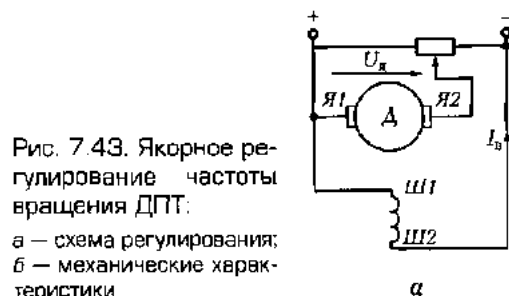 + −
Uя
Я1 Д Я2
Iв
Ш1
Ш2
а
Рис. 7.43. Якорное ре-
гулирование частоты
вращения ДПТ:
а — схема регулирования;
б — механические харак-
теристики